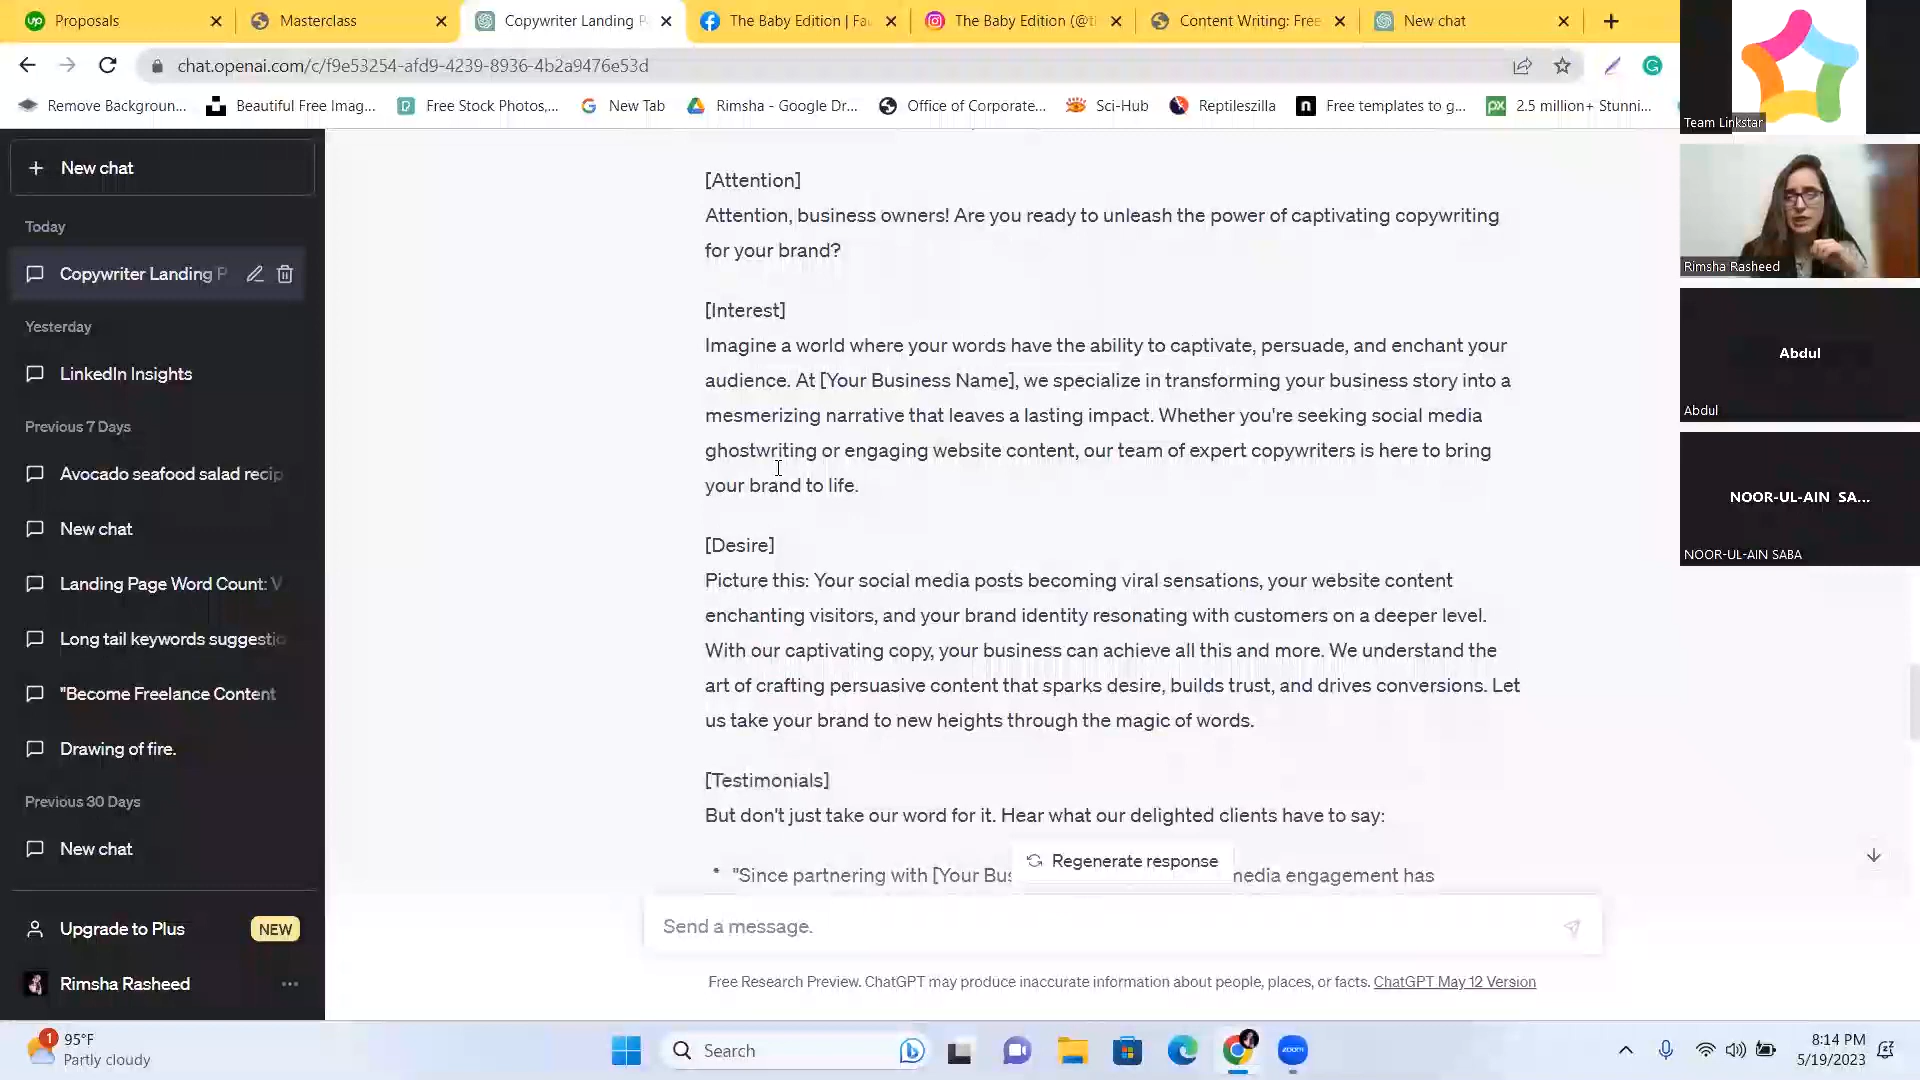 Proposals
Masterclass
Copywriter Landing P
The Baby Edition | Fa
The Baby Edition (@t
Content Writing: Free
New chat
chat.openai.com/c/f9e53254-afd9-4239-8936-4b2a9476e53d
Remove Backgroun...
Beautiful Free Imag...
Free Stock Photos,...
New Tab
Rimsha - Google Dr...
Office of Corporate...
Sci-Hub
Reptileszilla
Free templates to g...
2.5 million+ Stunni...
Team Linkstar
Rimsha Rasheed
Abdul
Abdul
NOOR-UL-AIN SA...
NOOR-UL-AIN SABA
New chat
Today
Copywriter Landing P
Yesterday
LinkedIn Insights
Previous 7 Days
Avocado seafood salad recip
New chat
Landing Page Word Count: V
Long tail keywords suggestio
"Become Freelance Content
Drawing of fire.
Previous 30 Days
New chat
Upgrade to Plus NEW
Rimsha Rasheed
[Attention]
Attention, business owners! Are you ready to unleash the power of captivating copywriting
for your brand?
[Interest]
Imagine a world where your words have the ability to captivate, persuade, and enchant your
audience. At [Your Business Name], we specialize in transforming your business story into a
mesmerizing narrative that leaves a lasting impact. Whether you're seeking social media
ghostwriting or engaging website content, our team of expert copywriters is here to bring
your brand to life.
[Desire]
Picture this: Your social media posts becoming viral sensations, your website content
enchanting visitors, and your brand identity resonating with customers on a deeper level.
With our captivating copy, your business can achieve all this and more. We understand the
art of crafting persuasive content that sparks desire, builds trust, and drives conversions. Let
us take your brand to new heights through the magic of words.
[Testimonials]
But don't just take our word for it. Hear what our delighted clients have to say:
Regenerate response
• "Since partnering with [Your Bus media engagement has
Send a message.
Free Research Preview. ChatGPT may produce inaccurate information about people, places, or facts. ChatGPT May 12 Version
1
95°F
Partly cloudy
Search
zoom
8:14 PM
5/19/2023